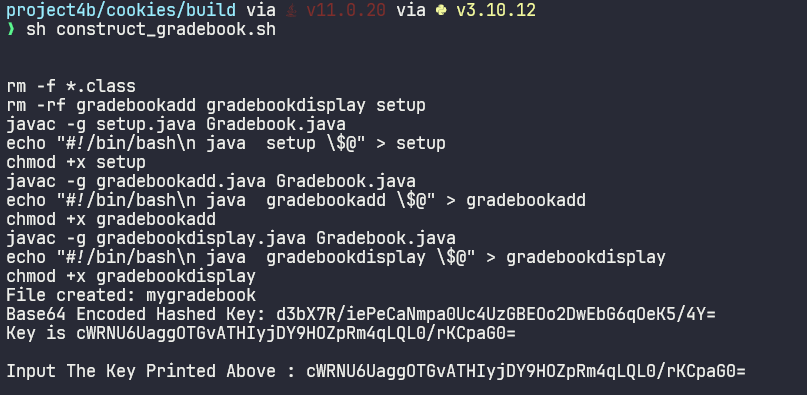 project4b/cookies/build via v11.0.20 via v3.10.12
❯ sh construct_gradebook.sh
rm -f *.class
rm -rf gradebookadd gradebookdisplay setup
javac -g setup.java Gradebook.java
echo "#!/bin/bash\n java  setup \$@" > setup
chmod +x setup
javac -g gradebookadd.java Gradebook.java
echo "#!/bin/bash\n java  gradebookadd \$@" > gradebookadd
chmod +x gradebookadd
javac -g gradebookdisplay.java Gradebook.java
echo "#!/bin/bash\n java  gradebookdisplay \$@" > gradebookdisplay
chmod +x gradebookdisplay
File created: mygradebook
Base64 Encoded Hashed Key: d3bX7R/iePeCaNmpa0Uc4UzGBEOo2DwEbG6qOeK5/4Y=
Key is cWRNU6UaggOTGvATHIyjDY9HOZpRm4qLQL0/rKCpaG0=
Input The Key Printed Above : cWRNU6UaggOTGvATHIyjDY9HOZpRm4qLQL0/rKCpaG0=